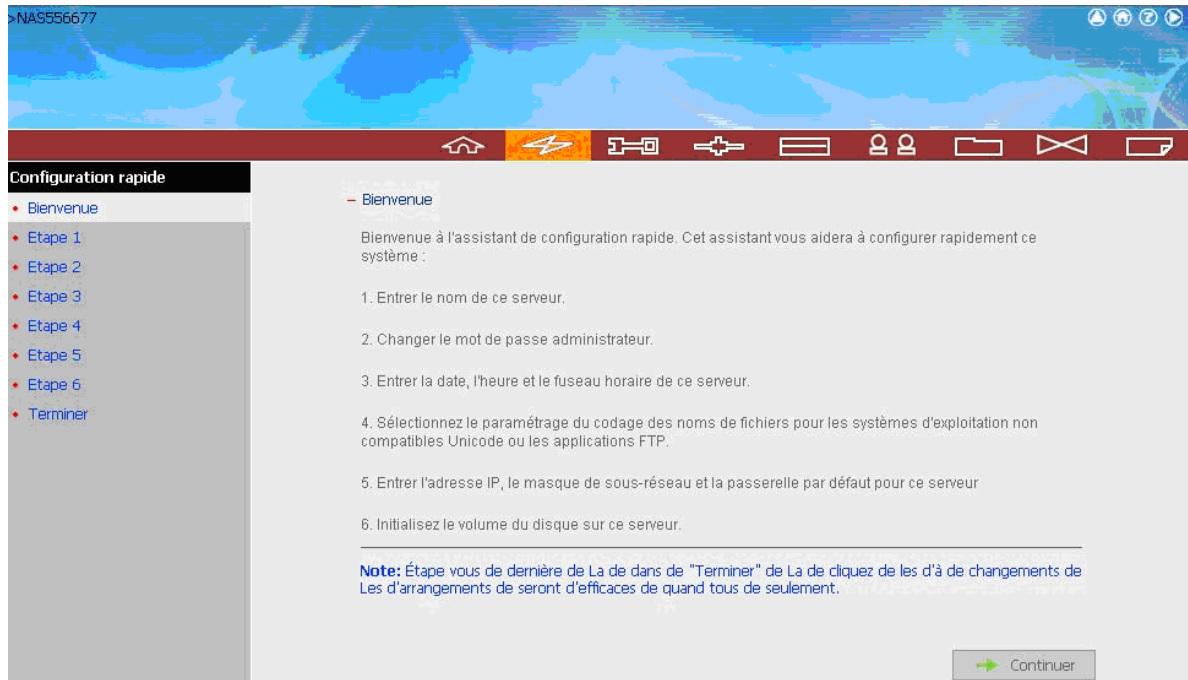 >NAS556677
Configuration rapide
Bienvenue
Etape 1
Etape 2
Etape 3
Etape 4
Etape 5
Etape 6
Terminer
– Bienvenue
Bienvenue à l'assistant de configuration rapide. Cet assistant vous aidera à configurer rapidement ce
système :
1. Entrer le nom de ce serveur.
2. Changer le mot de passe administrateur.
3. Entrer la date, l'heure et le fuseau horaire de ce serveur.
4. Sélectionnez le paramétrage du codage des noms de fichiers pour les systèmes d'exploitation non
compatibles Unicode ou les applications FTP.
5. Entrer l'adresse IP, le masque de sous-réseau et la passerelle par défaut pour ce serveur
6. Initialisez le volume du disque sur ce serveur.
Note: Étape vous de dernière de La de dans de "Terminer" de La de cliquez de les d'à de changements de
Les d'arrangements de seront d'efficaces de quand tous de seulement.
Continuer